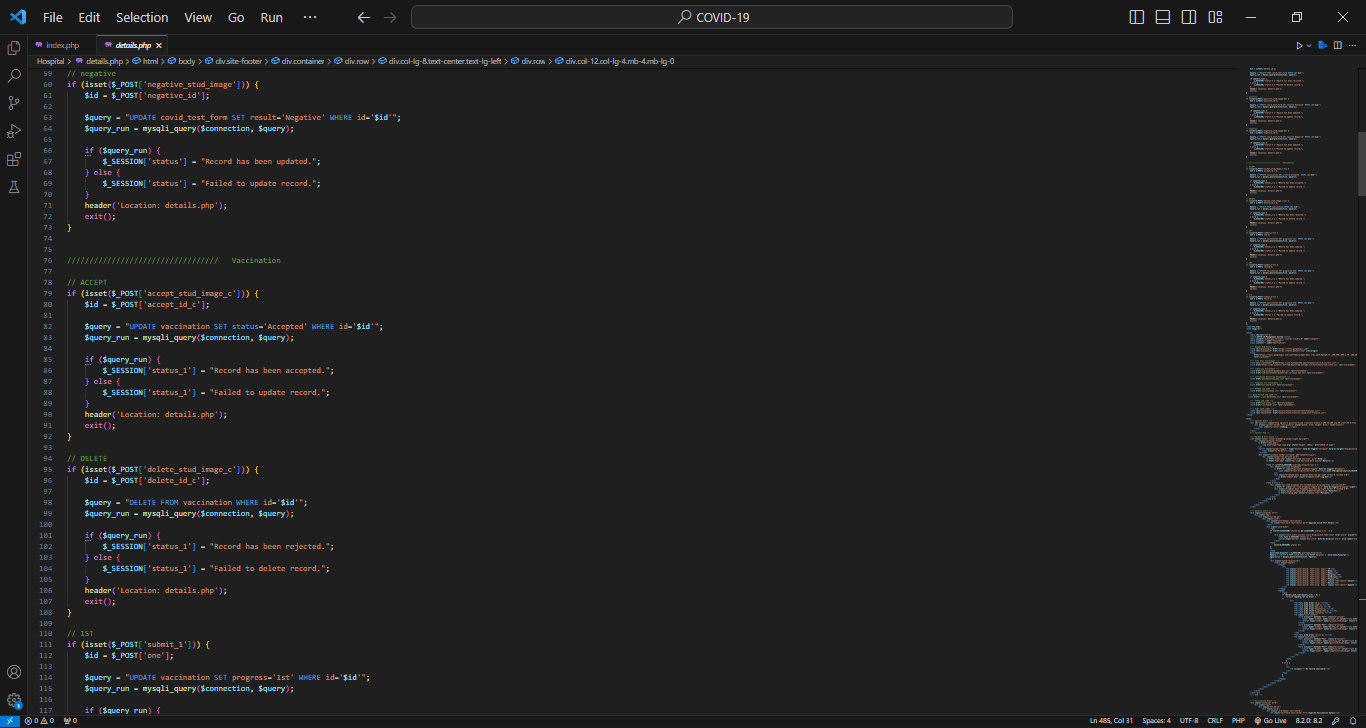 File Edit Selection View Go Run ···
COVID-19
index.php
details.php
Hospital > details.php > html > body > div.site-footer > div.container > div.row > div.col-lg-8.text-center.text-lg-left > div.row > div.col-12.col-lg-4.mb-4.mb-lg-0
59 // negative
60 if (isset($_POST['negative_stud_image'])) {
61 $id = $_POST['negative_id'];
62
63 $query = "UPDATE covid_test_form SET result='Negative' WHERE id='$id'";
64 $query_run = mysqli_query($connection, $query);
65
66 if ($query_run) {
67 $_SESSION['status'] = "Record has been updated.";
68 } else {
69 $_SESSION['status'] = "Failed to update record.";
70 }
71 header('Location: details.php');
72 exit();
73 }
74
75
76 ////////////////////////////////// Vaccination
77
78 // ACCEPT
79 if (isset($_POST['accept_stud_image_c'])) {
80 $id = $_POST['accept_id_c'];
81
82 $query = "UPDATE vaccination SET status='Accepted' WHERE id='$id'";
83 $query_run = mysqli_query($connection, $query);
84
85 if ($query_run) {
86 $_SESSION['status_1'] = "Record has been accepted.";
87 } else {
88 $_SESSION['status_1'] = "Failed to update record.";
89 }
90 header('Location: details.php');
91 exit();
92 }
93
94 // DELETE
95 if (isset($_POST['delete_stud_image_c'])) {
96 $id = $_POST['delete_id_c'];
97
98 $query = "DELETE FROM vaccination WHERE id='$id'";
99 $query_run = mysqli_query($connection, $query);
100
101 if ($query_run) {
102 $_SESSION['status_1'] = "Record has been rejected.";
103 } else {
104 $_SESSION['status_1'] = "Failed to delete record.";
105 }
106 header('Location: details.php');
107 exit();
108 }
109
110 // 1ST
111 if (isset($_POST['submit_1'])) {
112 $id = $_POST['one'];
113
114 $query = "UPDATE vaccination SET progress='1st' WHERE id='$id'";
115 $query_run = mysqli_query($connection, $query);
116
117 if ($query_run) {
0 0 0 Ln 485, Col 31 Spaces: 4 UTF-8 CRLF PHP Go Live 8.2.0: 8.2